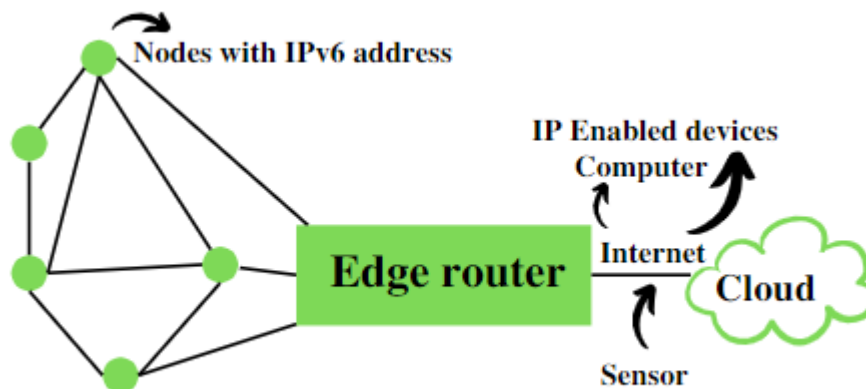 Nodes with IPv6 address
IP Enabled devices
Computer
Edge router
Internet
Cloud
Sensor